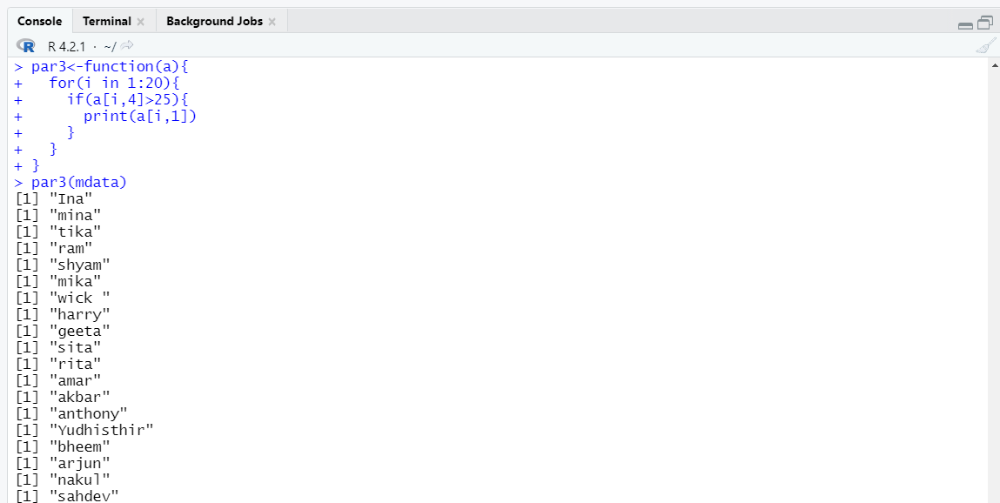 Console Terminal Background Jobs
R R 4.2.1 · ~/
> par3<-function(a){
+   for(i in 1:20){
+     if(a[i,4]>25){
+       print(a[i,1])
+     }
+   }
+ }
> par3(mdata)
[1] "Ina"
[1] "mina"
[1] "tika"
[1] "ram"
[1] "shyam"
[1] "mika"
[1] "wick "
[1] "harry"
[1] "geeta"
[1] "sita"
[1] "rita"
[1] "amar"
[1] "akbar"
[1] "anthony"
[1] "Yudhisthir"
[1] "bheem"
[1] "arjun"
[1] "nakul"
[1] "sahdev"